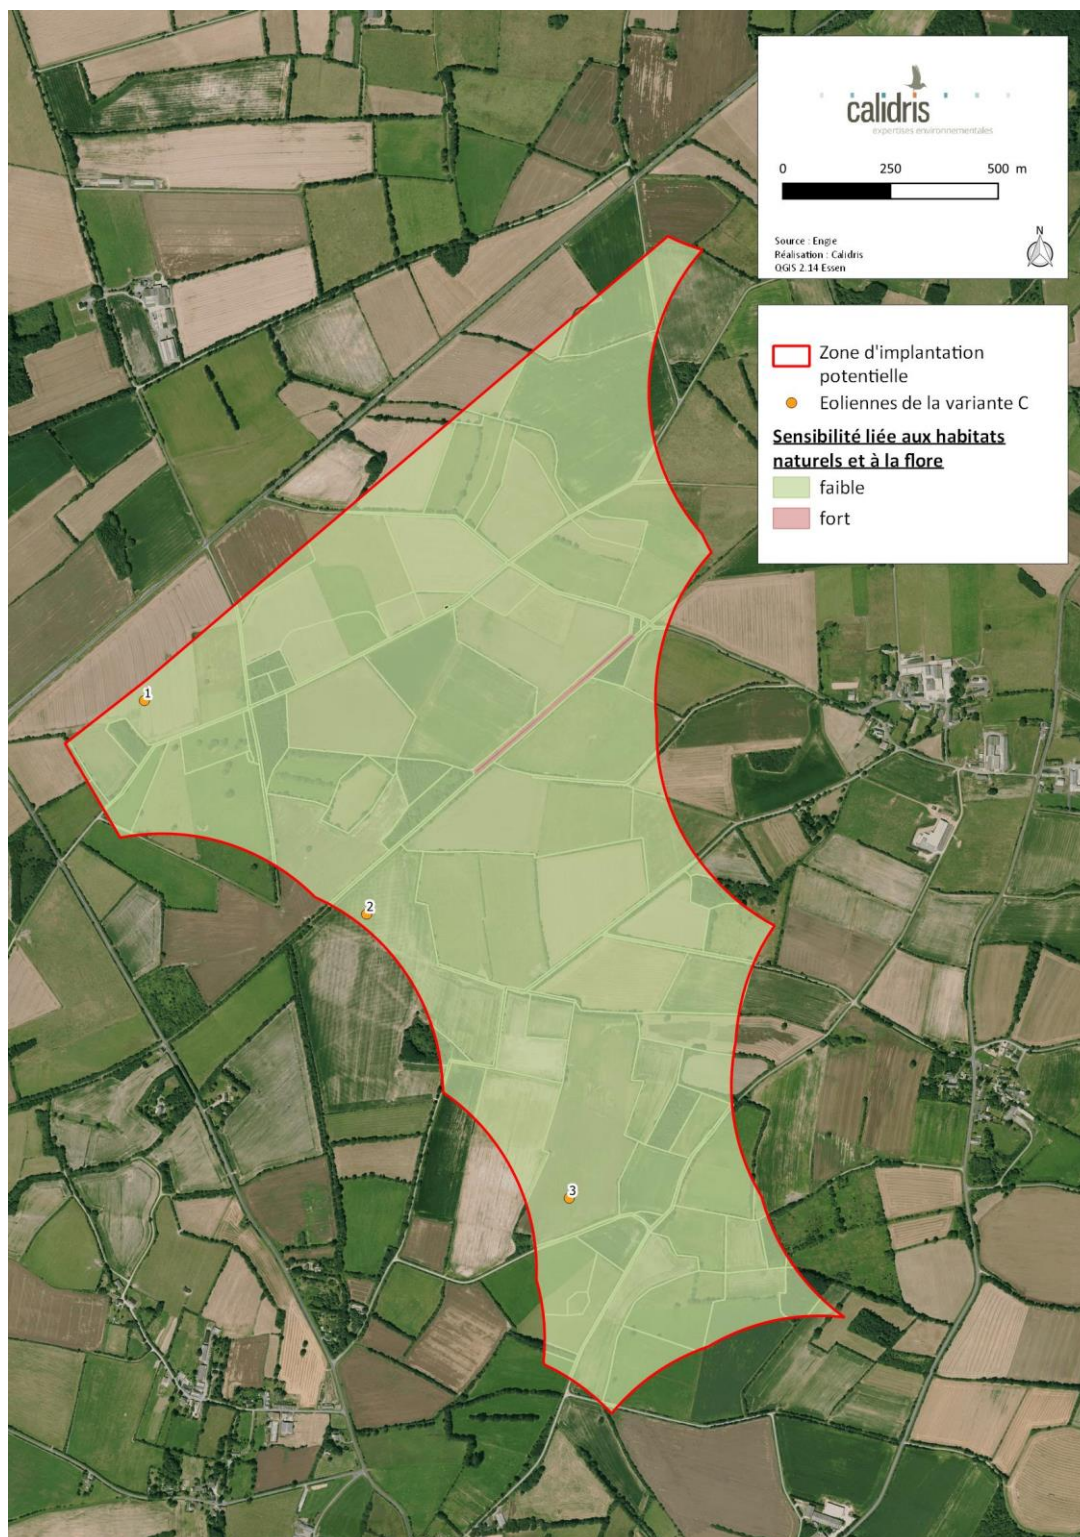 calidris
expertises environnementales
0 250 500 m
Source : Engie
Réalisation : Calidris
QGIS 2.14 Essen
N
Zone d'implantation
potentielle
Eoliennes de la variante C
Sensibilité liée aux habitats
naturels et à la flore
faible
fort
1
2
3